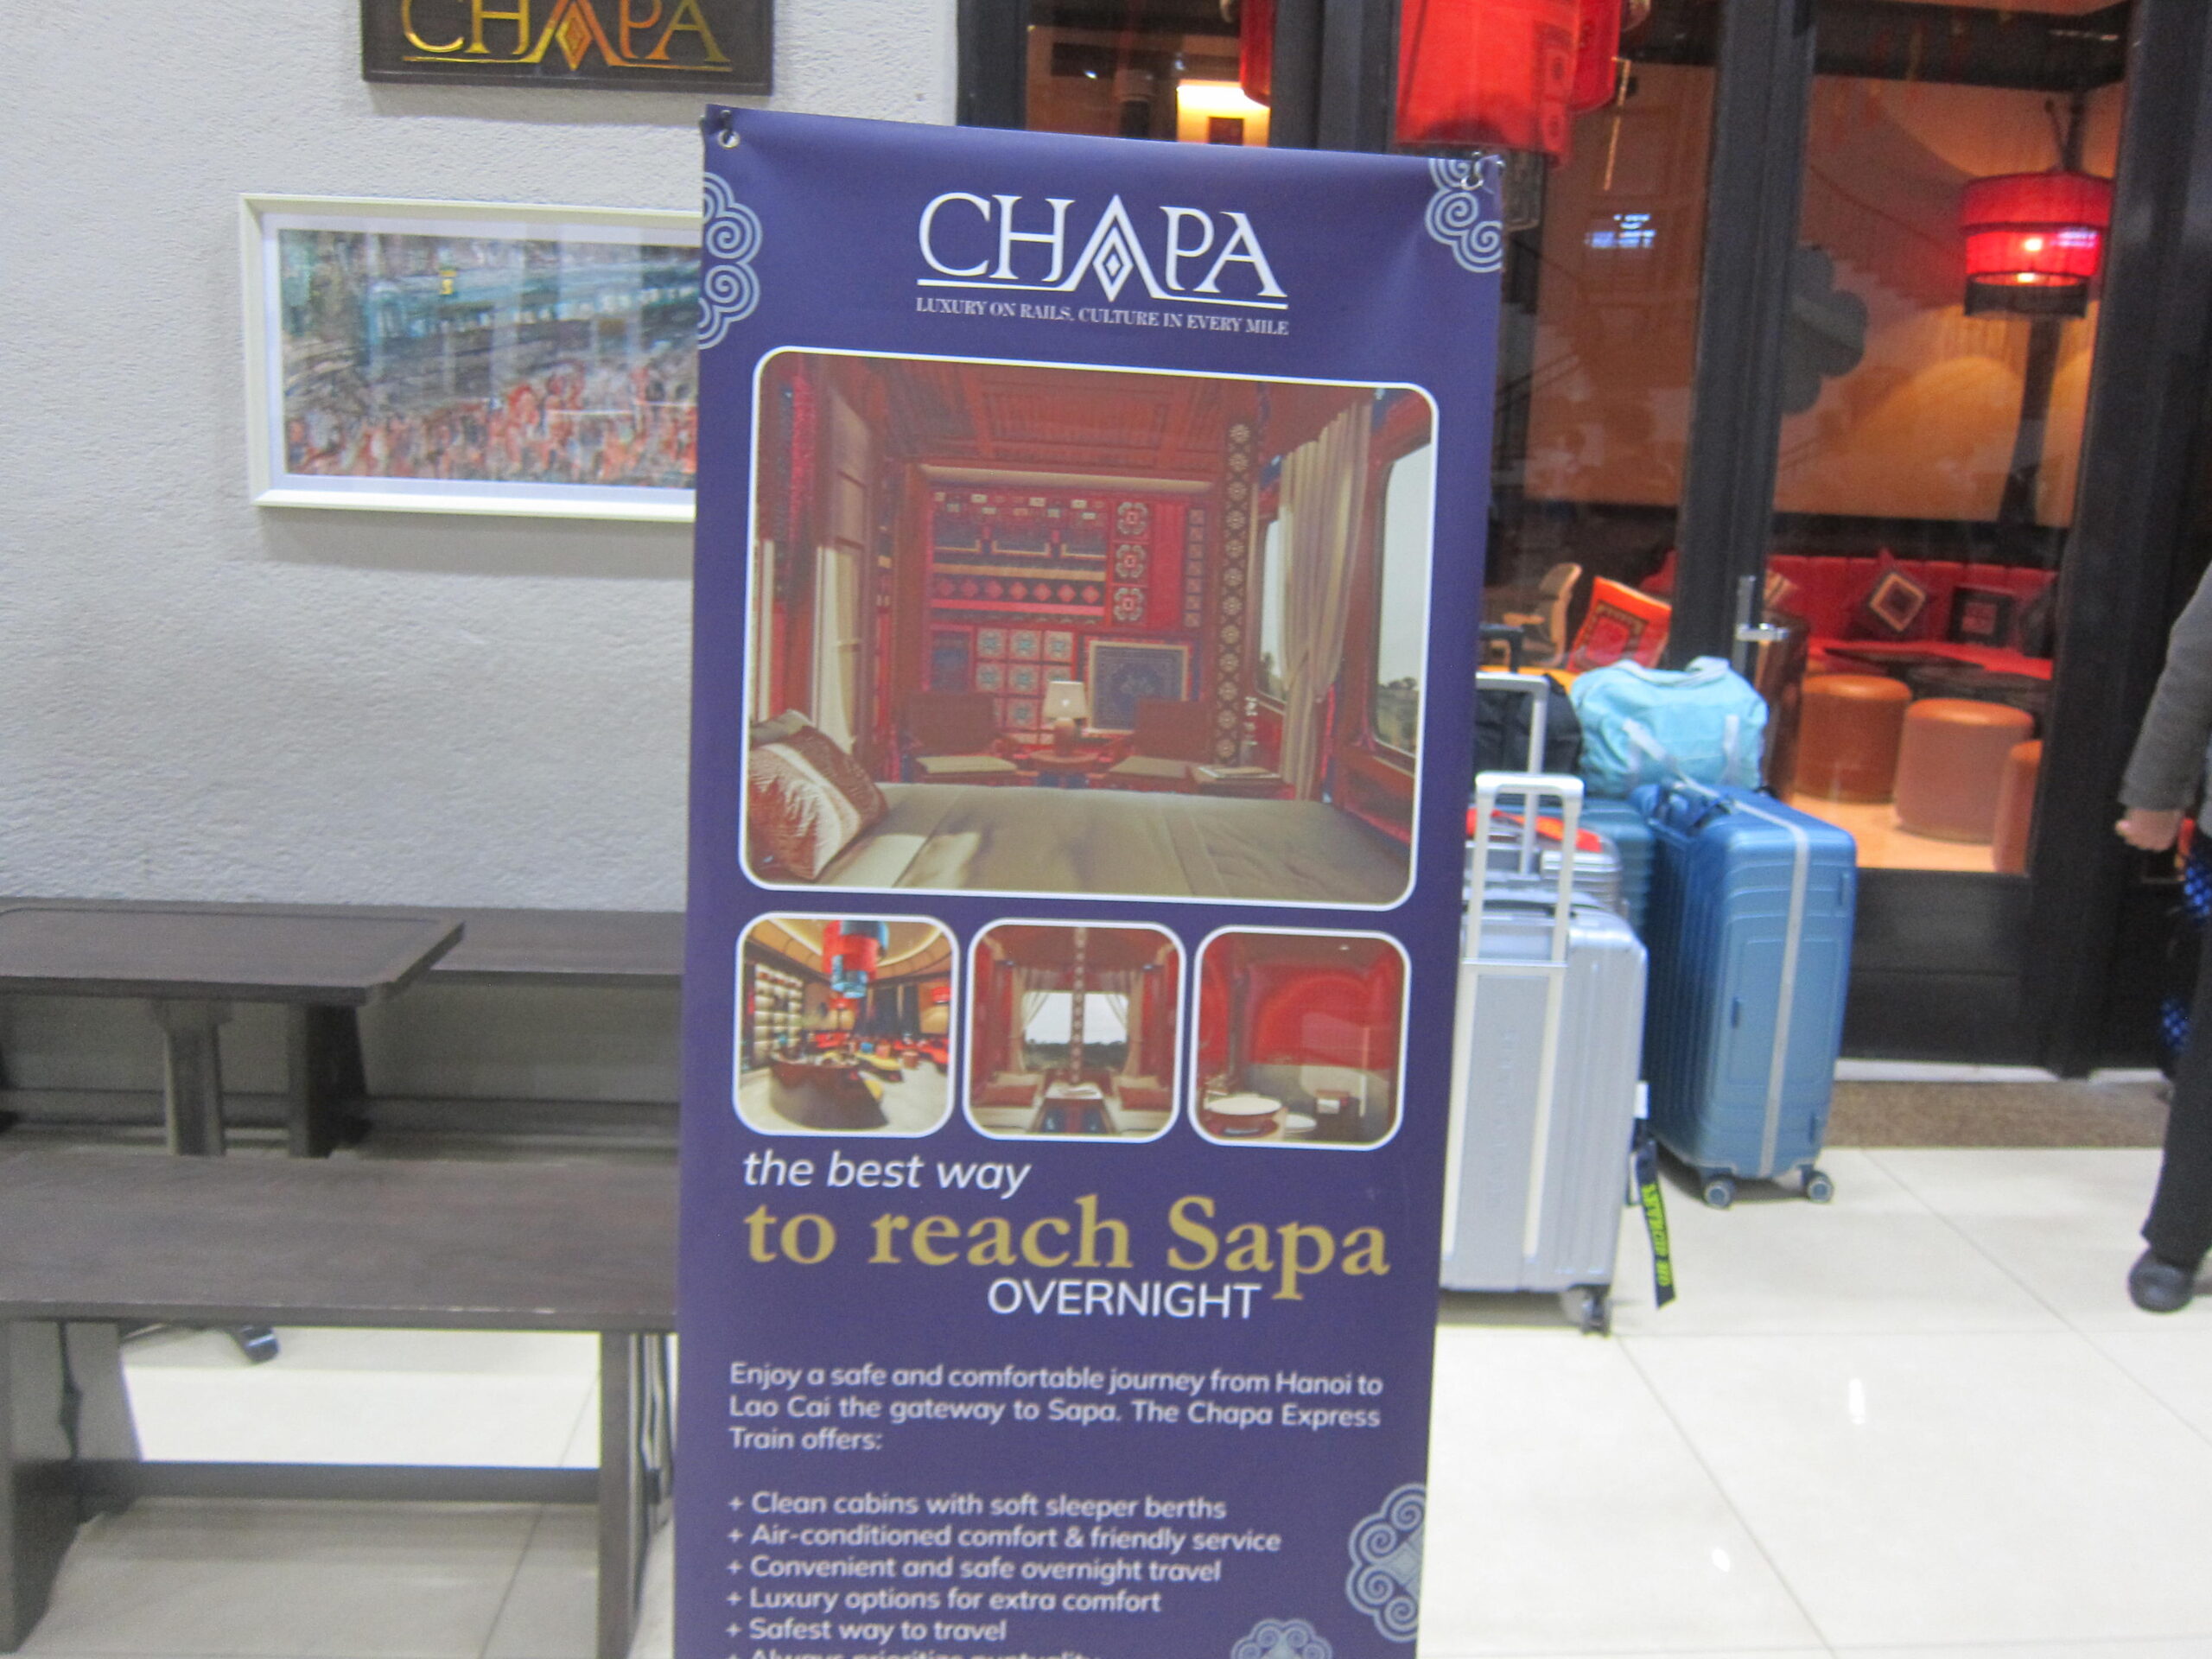 CHAPA
CHAPA
LUXURY ON RAILS, CULTURE IN EVERY MILE
the best way
to reach Sapa
OVERNIGHT
Enjoy a safe and comfortable journey from Hanoi to
Lao Cai the gateway to Sapa. The Chapa Express
Train offers:
+ Clean cabins with soft sleeper berths
+ Air-conditioned comfort & friendly service
+ Convenient and safe overnight travel
+ Luxury options for extra comfort
+ Safest way to travel
+ Always prioritize punctuality